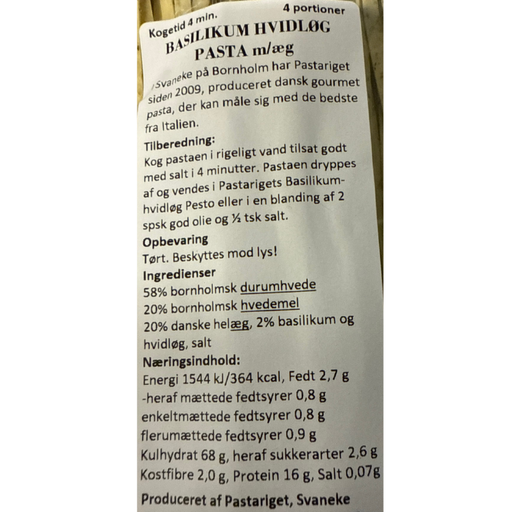 Kogetid 4 min.
4 portioner
BASILIKUM HVIDLØG
PASTA m/æg
I Svaneke på Bornholm har Pastariget
siden 2009, produceret dansk gourmet
pasta, der kan måle sig med de bedste
fra Italien.
Tilberedning:
Kog pastaen i rigeligt vand tilsat godt
med salt i 4 minutter. Pastaen dryppes
af og vendes i Pastarigets Basilikum-
hvidløg Pesto eller i en blanding af 2
spsk god olie og ½ tsk salt.
Opbevaring
Tørt. Beskyttes mod lys!
Ingredienser
58% bornholmsk durumhvede
20% bornholmsk hvedemel
20% danske helæg, 2% basilikum og
hvidløg, salt
Næringsindhold:
Energi 1544 kJ/364 kcal, Fedt 2,7 g
-heraf mættede fedtsyrer 0,8 g
enkeltmættede fedtsyrer 0,8 g
flerumættede fedtsyrer 0,9 g
Kulhydrat 68 g, heraf sukkerarter 2,6 g
Kostfibre 2,0 g, Protein 16 g, Salt 0,07g
Produceret af Pastariget, Svaneke